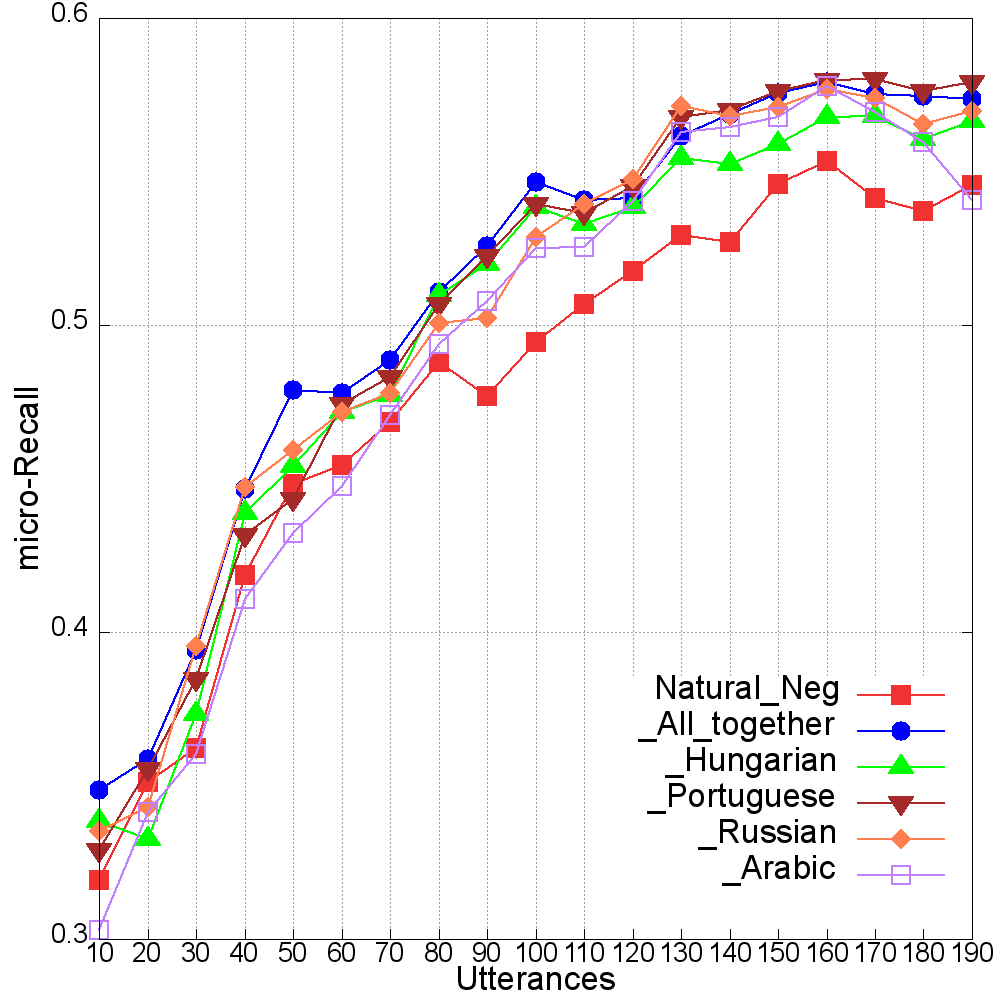 0.6
0.5
0.4
0.3
micro-Recall
Natural_Neg
_All_together
_Hungarian
_Portuguese
_Russian
_Arabic
10 20 30 40 50 60 70 80 90 100 110 120 130 140 150 160 170 180 190
Utterances